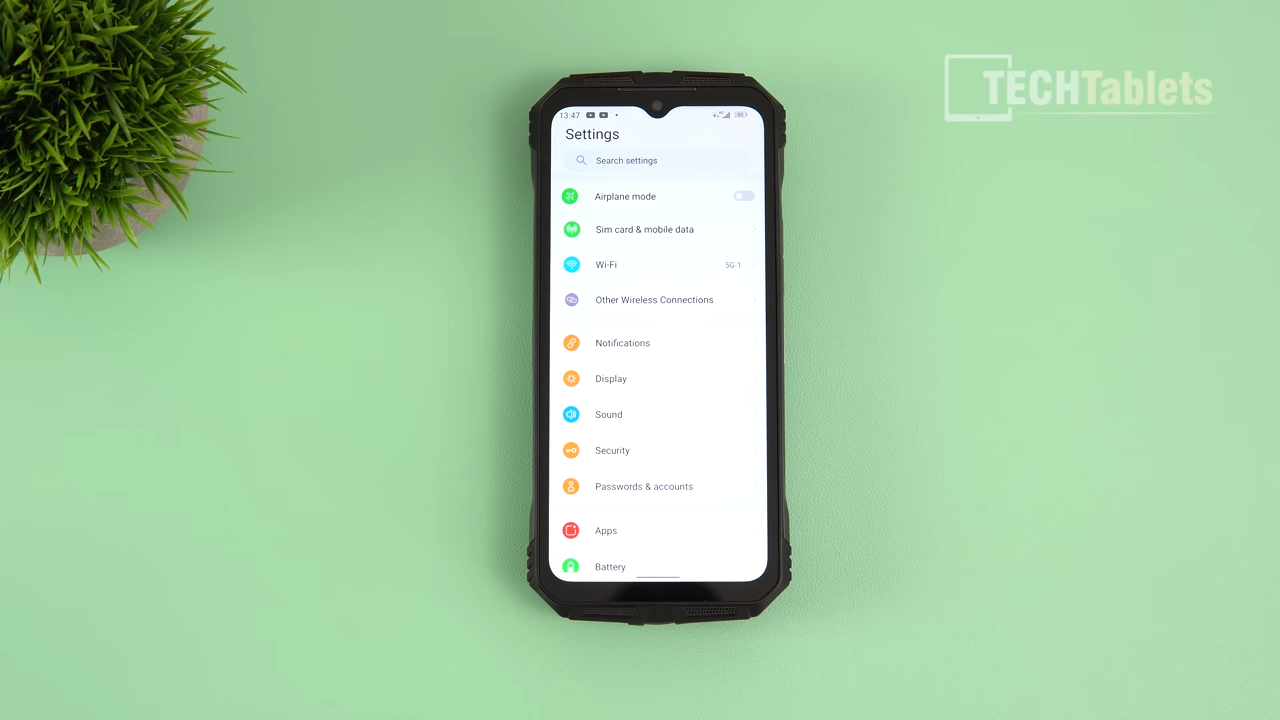 TECHTablets
13:47
Settings
Search settings
Airplane mode
Sim card & mobile data
Wi-Fi 5G-1
Other Wireless Connections
Notifications
Display
Sound
Security
Passwords & accounts
Apps
Battery